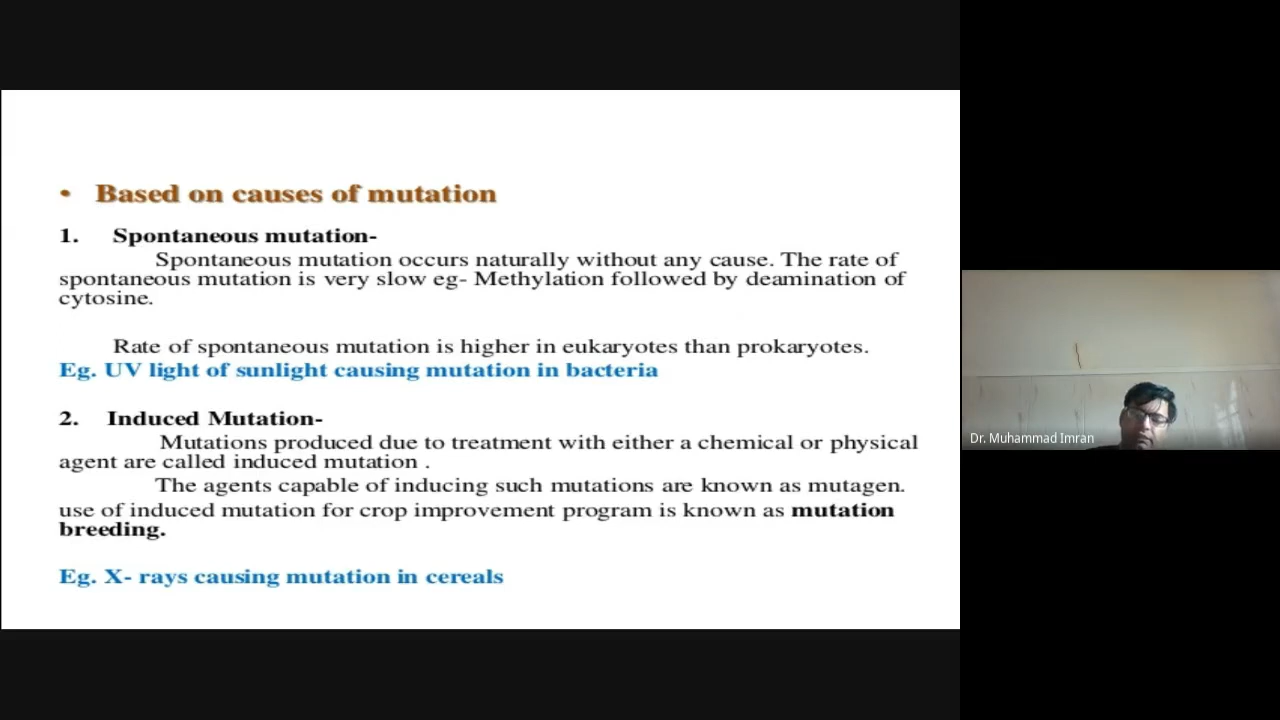 • Based on causes of mutation
1. Spontaneous mutation-
Spontaneous mutation occurs naturally without any cause. The rate of
spontaneous mutation is very slow eg- Methylation followed by deamination of
cytosine.
Rate of spontaneous mutation is higher in eukaryotes than prokaryotes.
Eg. UV light of sunlight causing mutation in bacteria
2. Induced Mutation-
Mutations produced due to treatment with either a chemical or physical
agent are called induced mutation .
The agents capable of inducing such mutations are known as mutagen.
use of induced mutation for crop improvement program is known as mutation
breeding.
Eg. X- rays causing mutation in cereals
Dr. Muhammad Imran